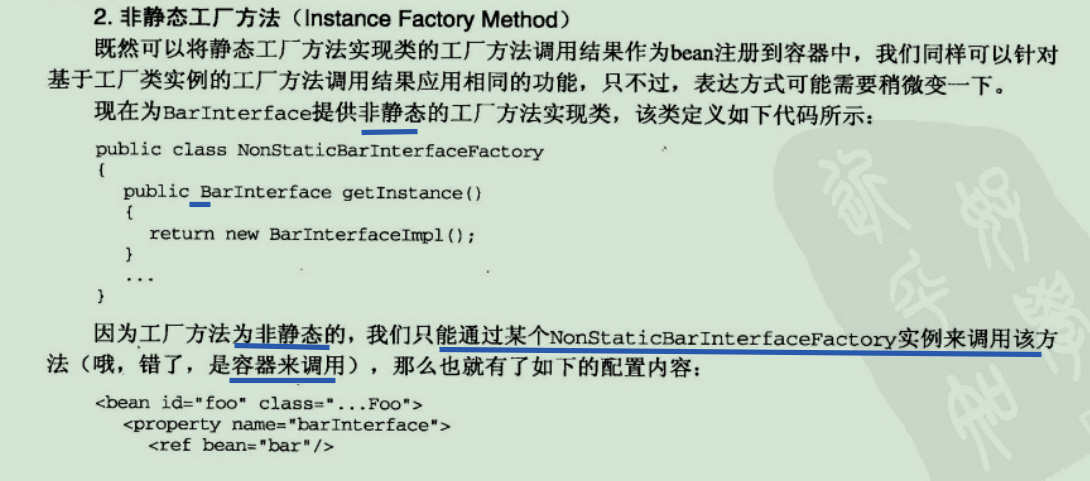 2. 非静态工厂方法（Instance Factory Method）
既然可以将静态工厂方法实现类的工厂方法调用结果作为bean注册到容器中，我们同样可以针对
基于工厂类实例的工厂方法调用结果应用相同的功能，只不过，表达方式可能需要稍微变一下。
现在为BarInterface提供非静态的工厂方法实现类，该类定义如下代码所示：
public class NonStaticBarInterfaceFactory
{
public BarInterface getInstance()
{
return new BarInterfaceImpl();
}
...
}
因为工厂方法为非静态的，我们只能通过某个NonStaticBarInterfaceFactory实例来调用该方
法（哦，错了，是容器来调用），那么也就有了如下的配置内容：
<bean id="foo" class="...Foo">
<property name="barInterface">
<ref bean="bar"/>